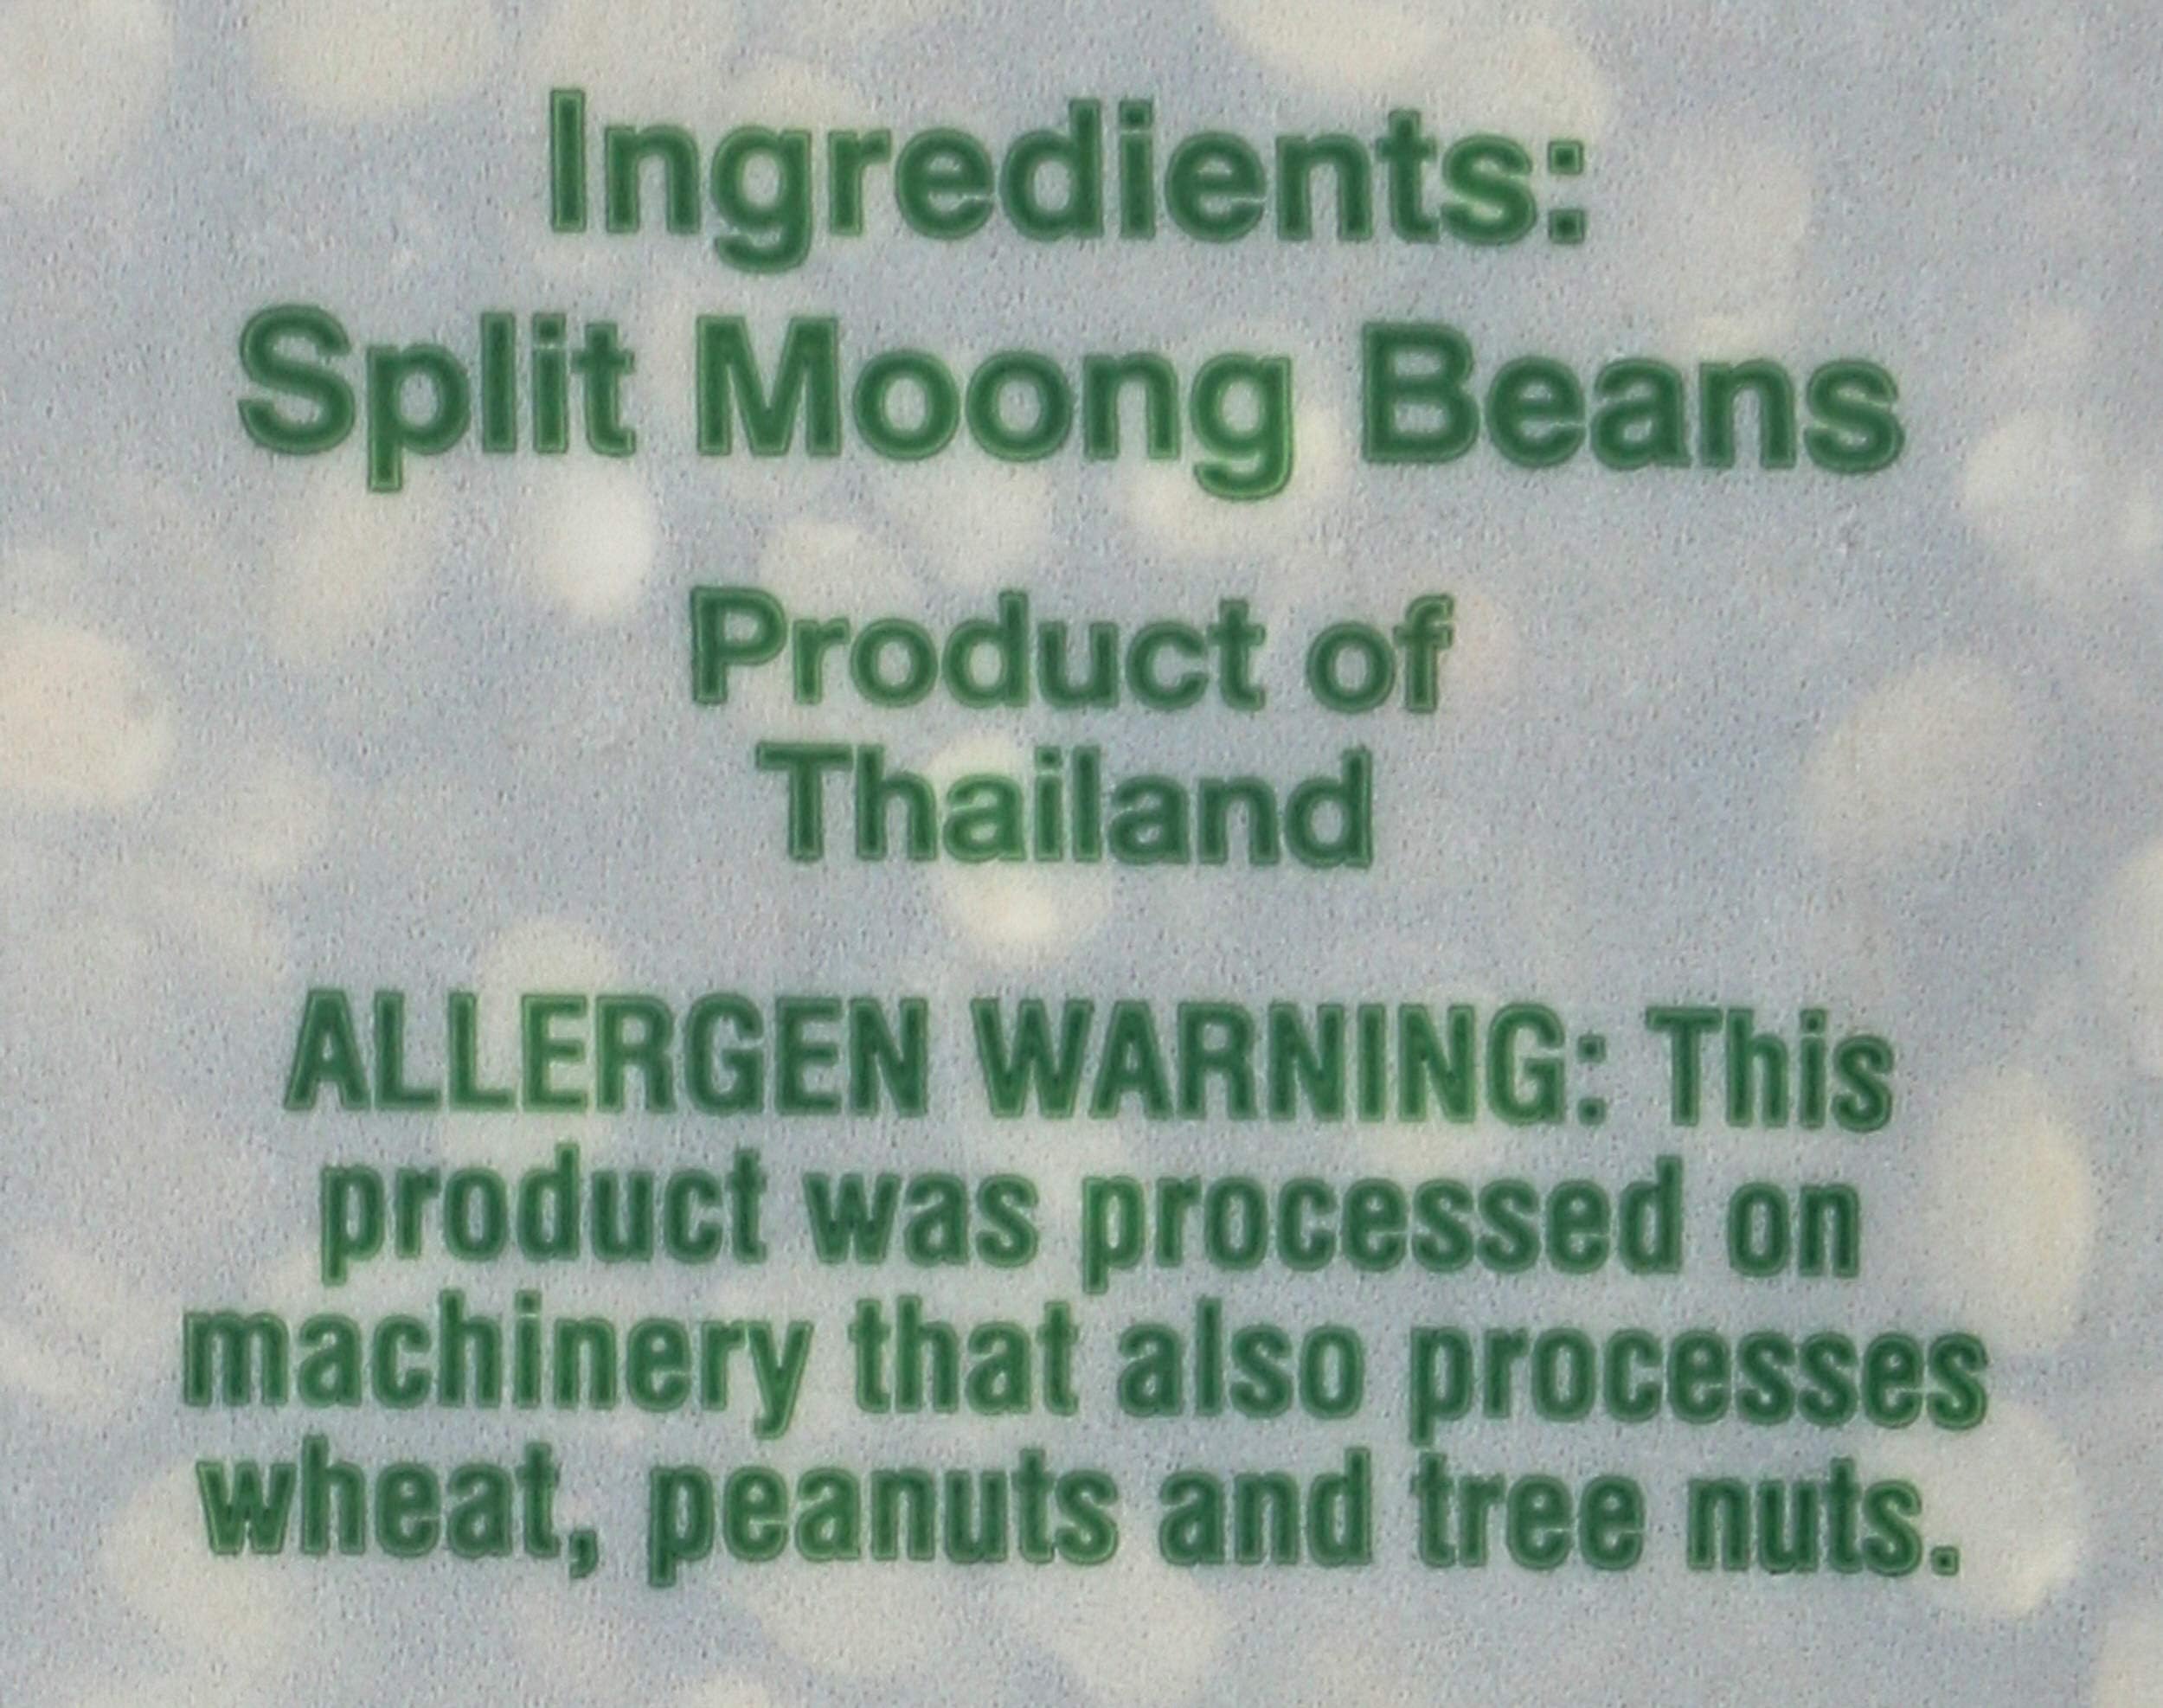 Ingredients:
Split Moong Beans
Product of
Thailand
ALLERGEN WARNING: This
product was processed on
machinery that also processes
wheat, peanuts and tree nuts.